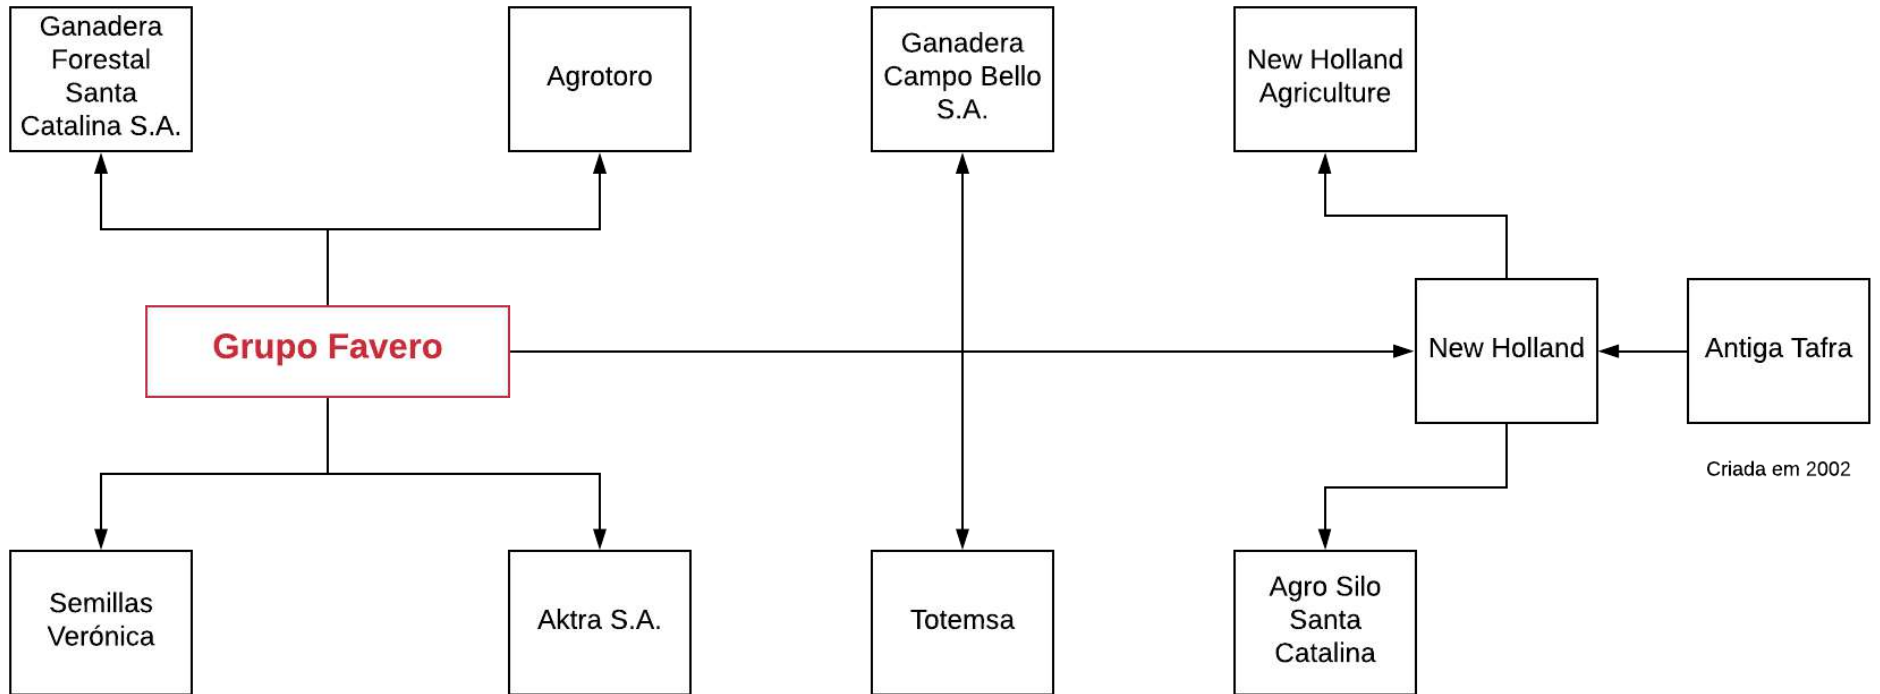 Ganadera
Forestal
Santa
Catalina S.A.
Agrotoro
Ganadera
Campo Bello
S.A.
New Holland
Agriculture
Grupo Favero
New Holland
Antiga Tafra
Criada em 2002
Semillas
Verónica
Aktra S.A.
Totemsa
Agro Silo
Santa
Catalina